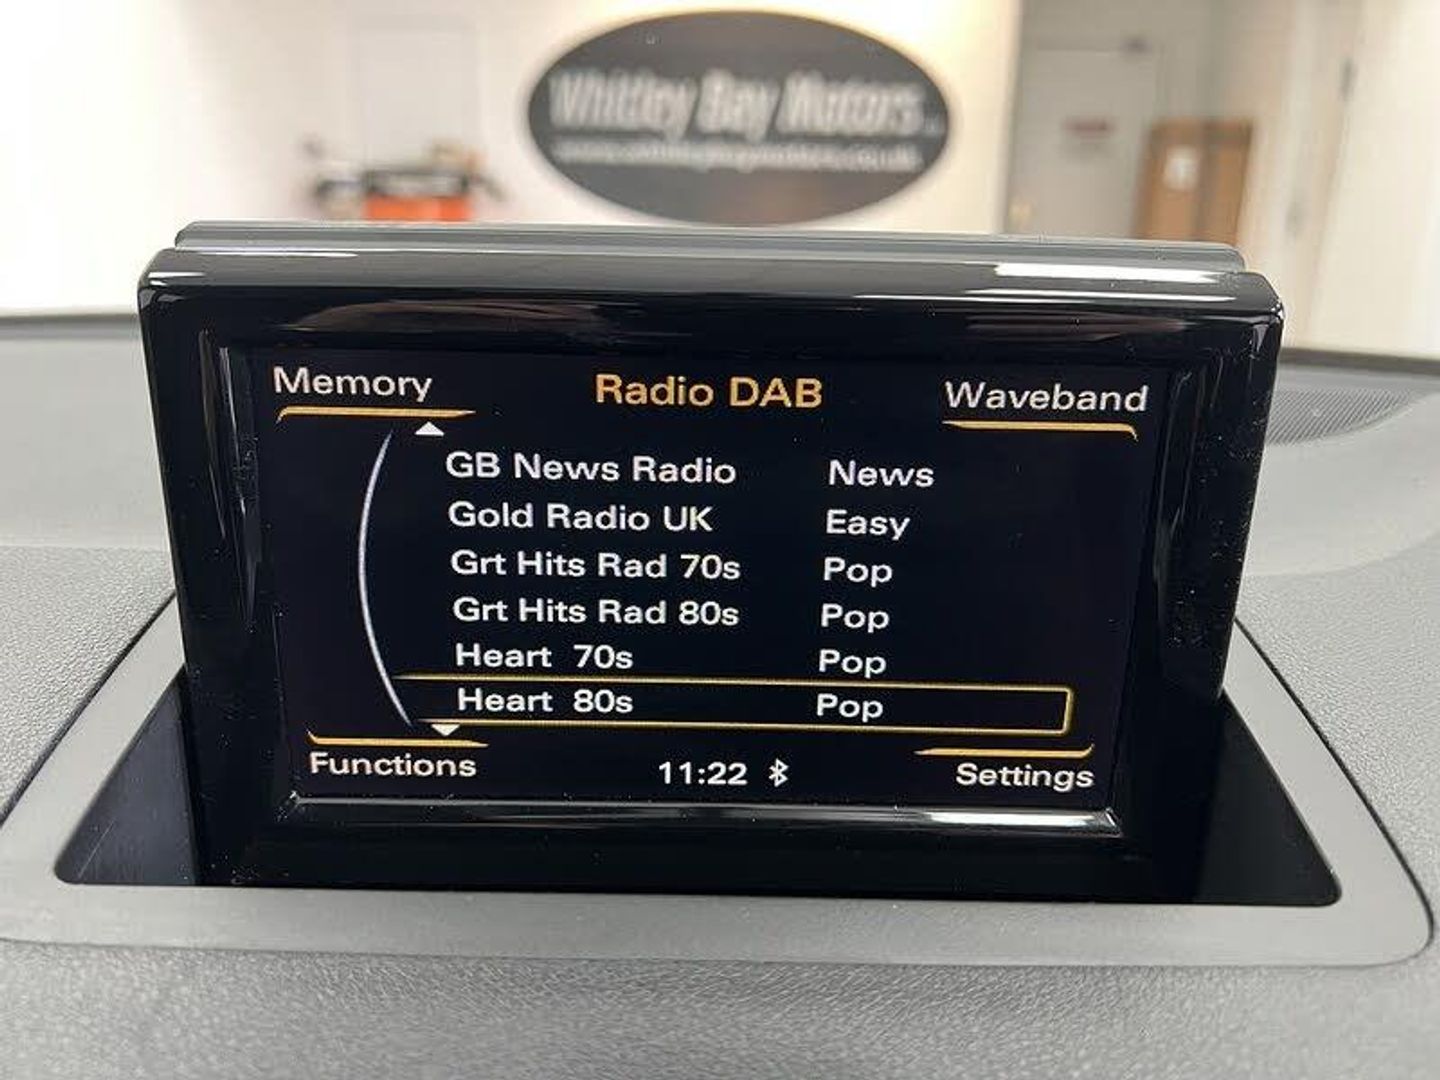 Whitley Bay Motors
Memory Radio DAB Waveband
GB News Radio News
Gold Radio UK Easy
Grt Hits Rad 70s Pop
Grt Hits Rad 80s Pop
Heart 70s Pop
Heart 80s Pop
Functions 11:22 Settings